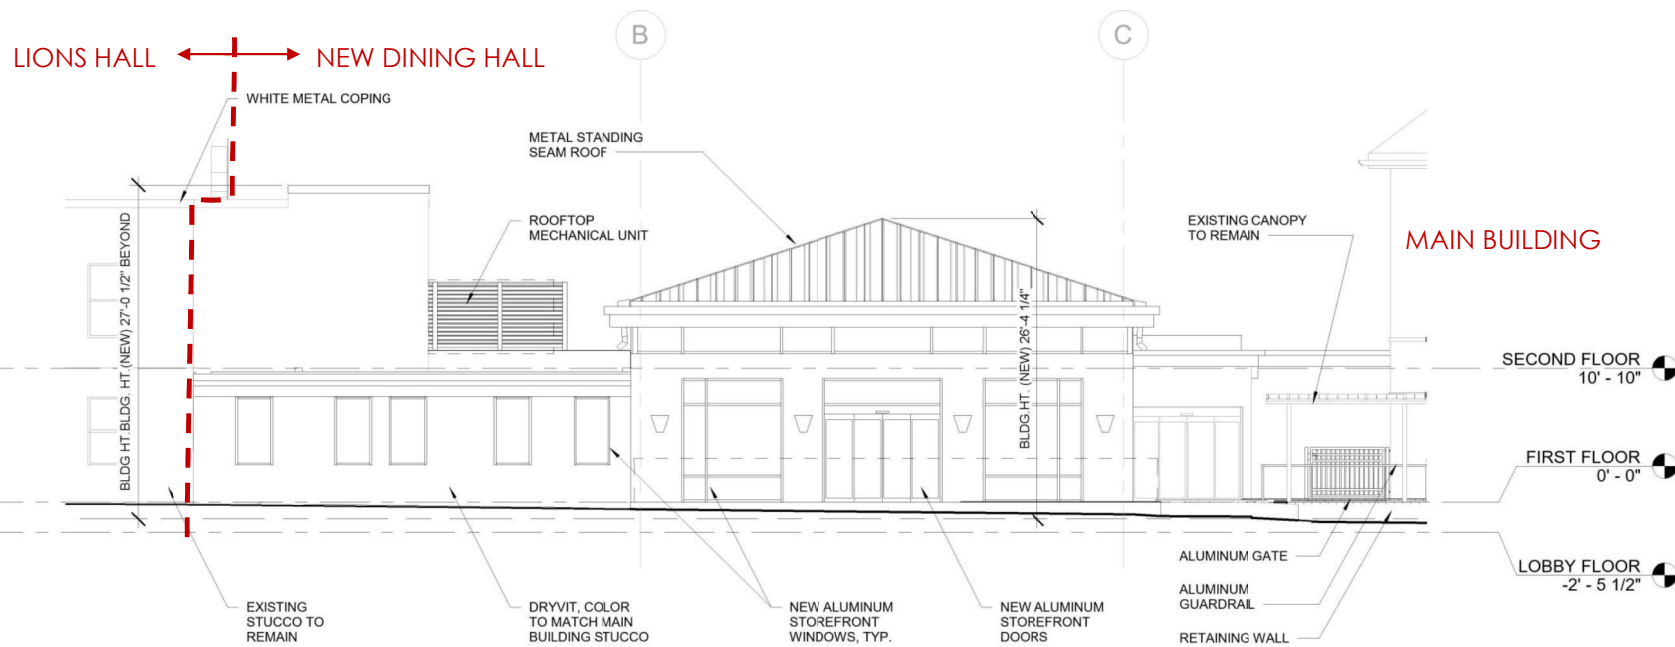 B
C
LIONS HALL
NEW DINING HALL
WHITE METAL COPING
METAL STANDING
SEAM ROOF
ROOFTOP
MECHANICAL UNIT
EXISTING CANOPY
TO REMAIN
MAIN BUILDING
BLDG HT.BLDG. HT.(NEW) 27'-0 1/2" BEYOND
BLDG.HT. (NEW) 26'-4 1/4"
SECOND FLOOR
10' - 10"
FIRST FLOOR
0' - 0"
LOBBY FLOOR
-2' - 5 1/2"
ALUMINUM GATE
ALUMINUM
GUARDRAIL
RETAINING WALL
EXISTING
STUCCO TO
REMAIN
DRYVIT, COLOR
TO MATCH MAIN
BUILDING STUCCO
NEW ALUMINUM
STOREFRONT
WINDOWS, TYP.
NEW ALUMINUM
STOREFRONT
DOORS